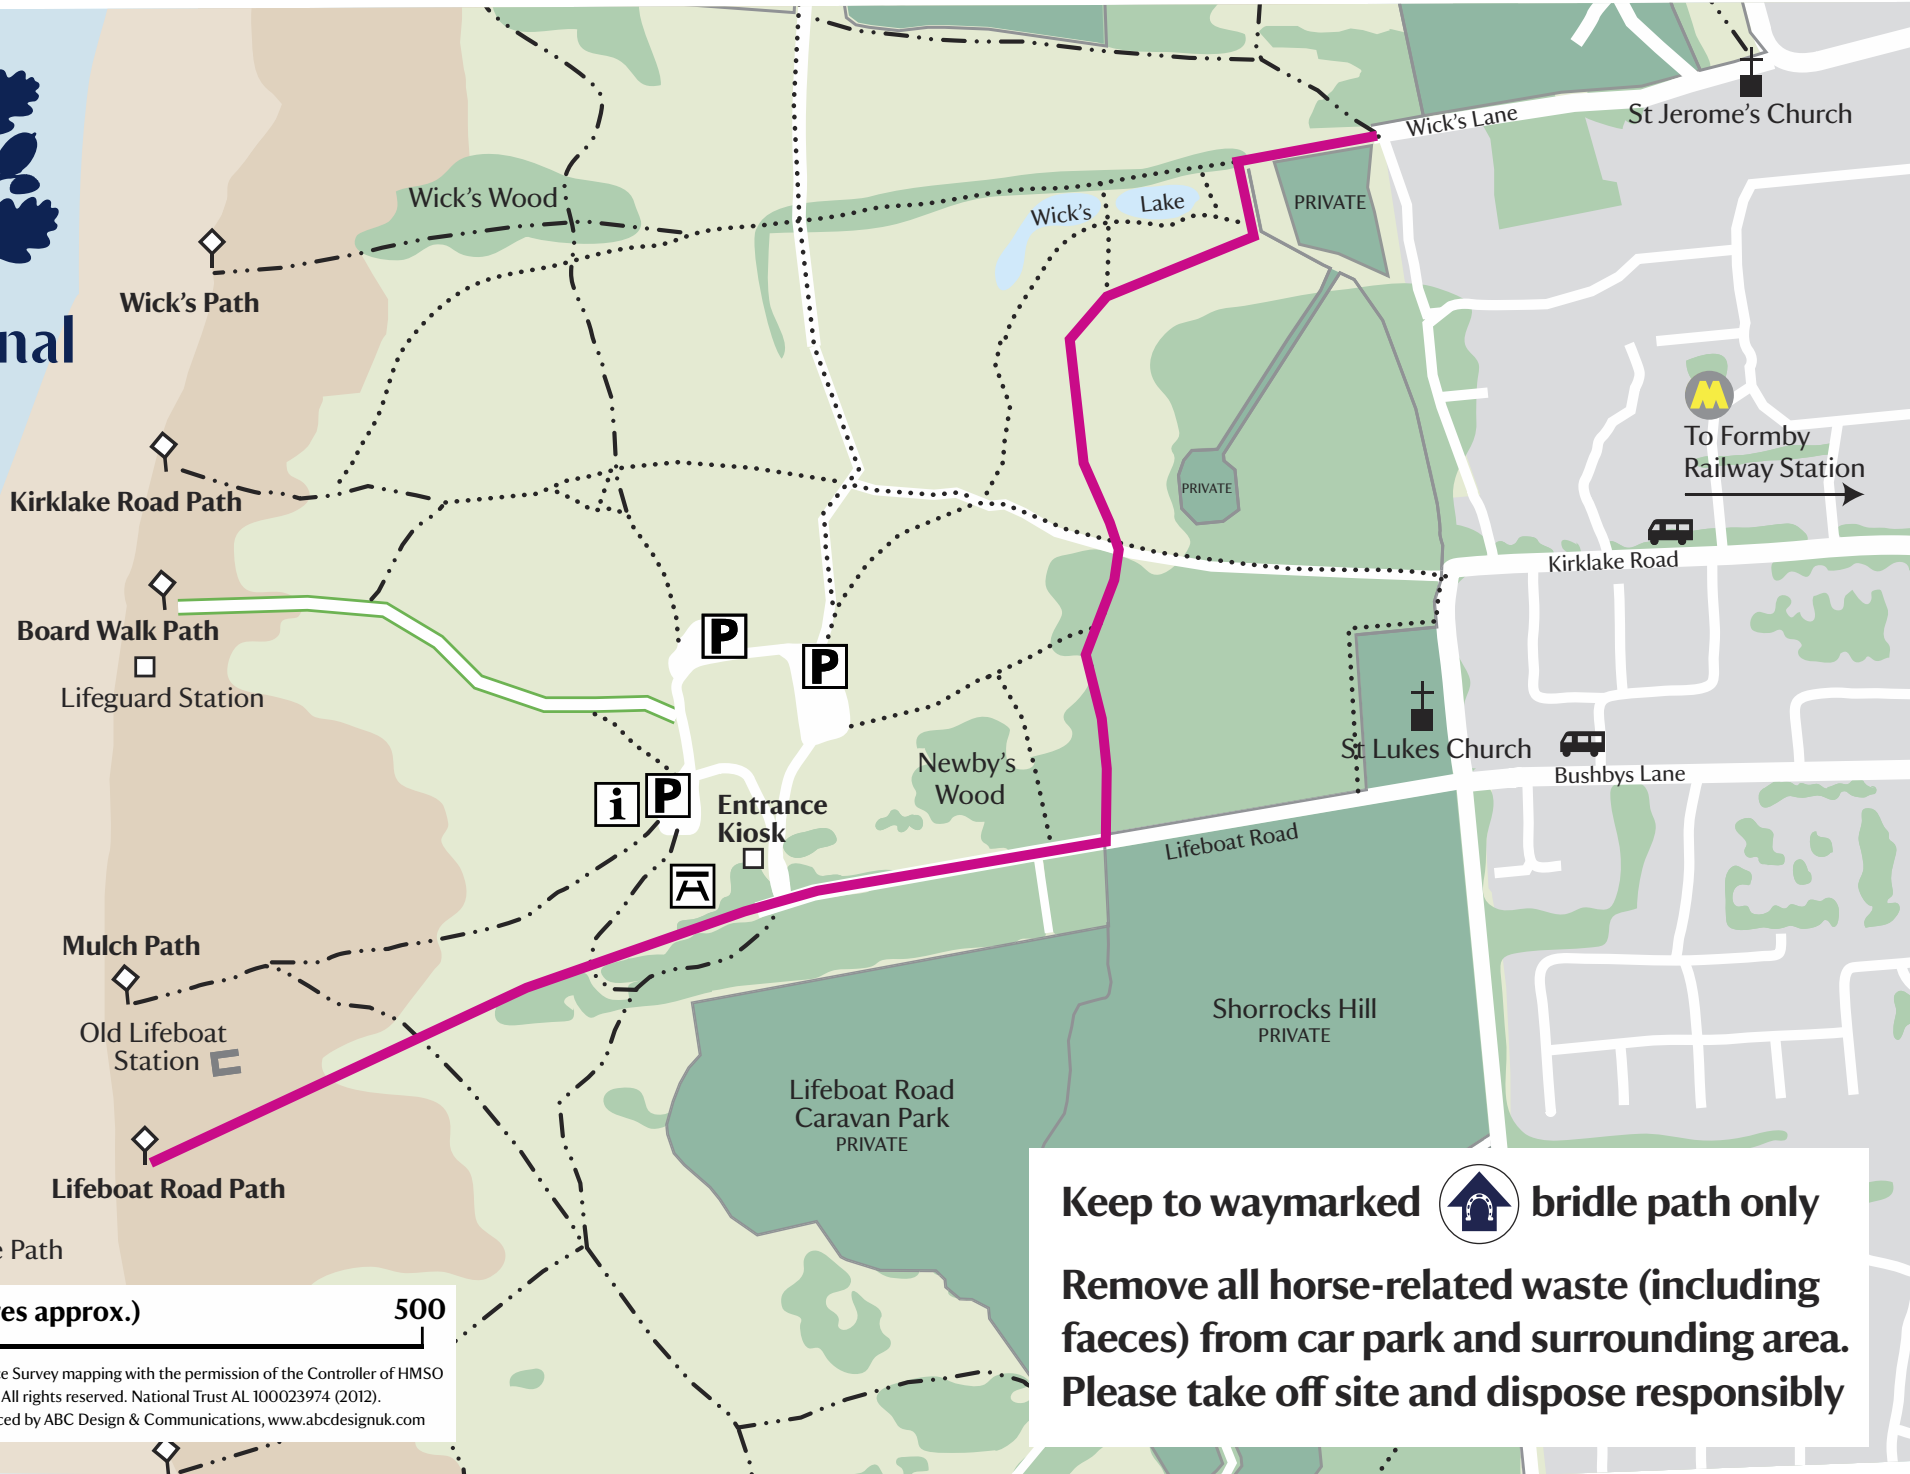 St Jerome's Church
Wick's Lane
Wick's Wood
Wick's
Lake
PRIVATE
Wick's Path
nal
To Formby
Railway Station
Kirklake Road Path
PRIVATE
Kirklake Road
P
P
Board Walk Path
Lifeguard Station
St Lukes Church
Bushbys Lane
Newby's
Wood
i
P
Entrance
Kiosk
Lifeboat Road
Mulch Path
Old Lifeboat
Station
Shorrocks Hill
PRIVATE
Lifeboat Road
Caravan Park
PRIVATE
Lifeboat Road Path
e Path
Keep to waymarked bridle path only
Remove all horse-related waste (including
faeces) from car park and surrounding area.
Please take off site and dispose responsibly
res approx.)
500
ce Survey mapping with the permission of the Controller of HMSO
All rights reserved. National Trust AL 100023974 (2012).
ced by ABC Design & Communications, www.abcdesignuk.com